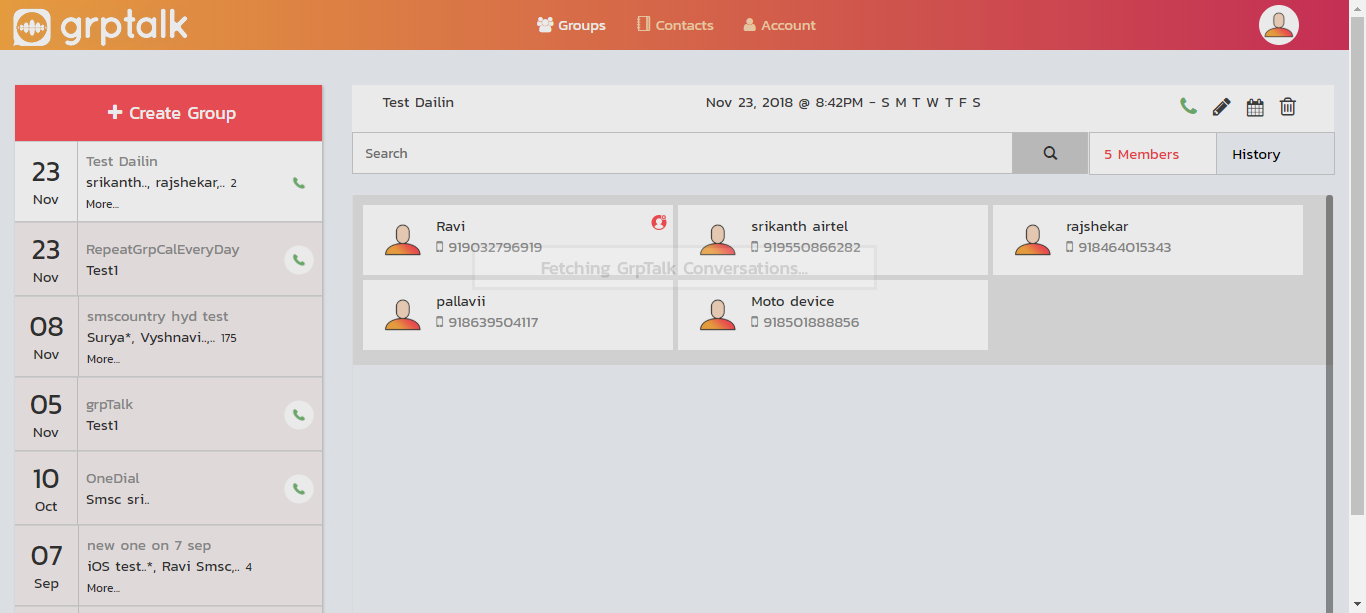 grptalk
Groups
Contacts
Account
Create Group
23
Nov
Test Dailin
srikanth.., rajshekar,.. 2
More...
23
Nov
RepeatGrpCalEveryDay
Test1
08
Nov
smscountry hyd test
Surya*, Vyshnavi..,.. 175
More...
05
Nov
grpTalk
Test1
10
Oct
OneDial
Smsc sri..
07
Sep
new one on 7 sep
iOS test..*, Ravi Smsc,.. 4
More...
Test Dailin
Nov 23, 2018 @ 8:42PM - S M T W T F S
Search
5 Members
History
Ravi
919032796919
srikanth airtel
919550866282
rajshekar
918464015343
Fetching GrpTalk Conversations...
pallavii
918639504117
Moto device
918501888856